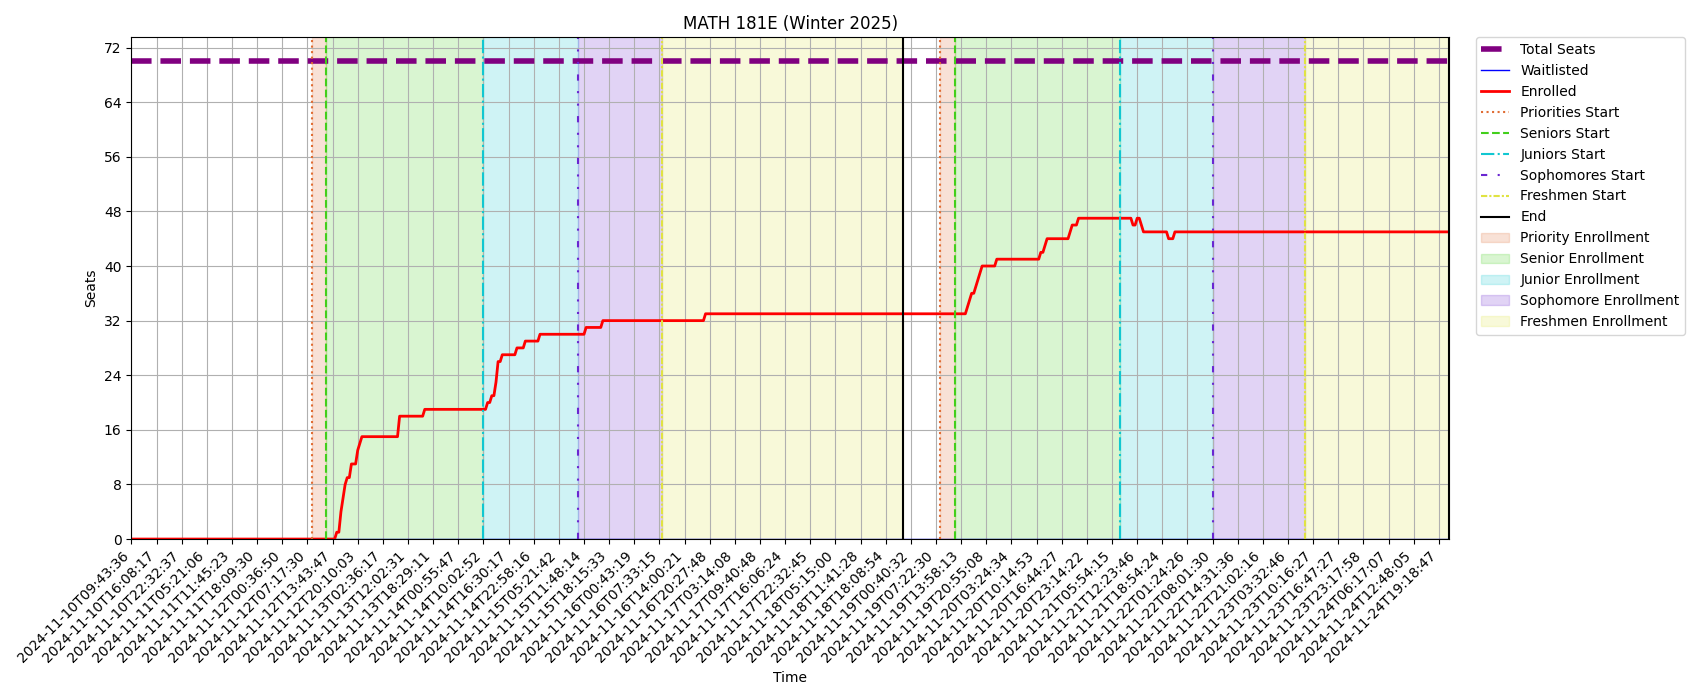 MATH 181E (Winter 2025)
Total Seats
Waitlisted
Enrolled
Priorities Start
Seniors Start
Juniors Start
Sophomores Start
Freshmen Start
End
Priority Enrollment
Senior Enrollment
Junior Enrollment
Sophomore Enrollment
Freshmen Enrollment
Seats
72
64
56
48
40
32
24
16
8
0
2024-11-10T09:43:36
2024-11-10T16:08:17
2024-11-10T22:32:37
2024-11-11T05:21:06
2024-11-11T11:45:23
2024-11-11T18:09:30
2024-11-12T00:36:50
2024-11-12T07:17:30
2024-11-12T13:43:47
2024-11-12T20:10:03
2024-11-13T02:36:17
2024-11-13T12:02:31
2024-11-13T18:29:11
2024-11-14T00:55:47
2024-11-14T10:02:52
2024-11-14T16:30:17
2024-11-14T22:58:16
2024-11-15T05:21:42
2024-11-15T11:48:14
2024-11-15T18:15:33
2024-11-16T00:43:19
2024-11-16T07:33:15
2024-11-16T14:00:21
2024-11-16T20:27:48
2024-11-17T03:14:08
2024-11-17T09:40:48
2024-11-17T16:06:24
2024-11-17T22:32:45
2024-11-18T05:15:00
2024-11-18T11:41:28
2024-11-18T18:08:54
2024-11-19T00:40:32
2024-11-19T07:22:30
2024-11-19T13:58:13
2024-11-19T20:55:08
2024-11-20T03:24:34
2024-11-20T10:14:53
2024-11-20T16:44:27
2024-11-20T23:14:22
2024-11-21T05:54:15
2024-11-21T12:23:46
2024-11-21T18:54:24
2024-11-22T01:24:26
2024-11-22T08:01:30
2024-11-22T14:31:36
2024-11-22T21:02:16
2024-11-23T03:32:46
2024-11-23T10:16:27
2024-11-23T16:47:27
2024-11-23T23:17:58
2024-11-24T06:17:07
2024-11-24T12:48:05
2024-11-24T19:18:47
Time